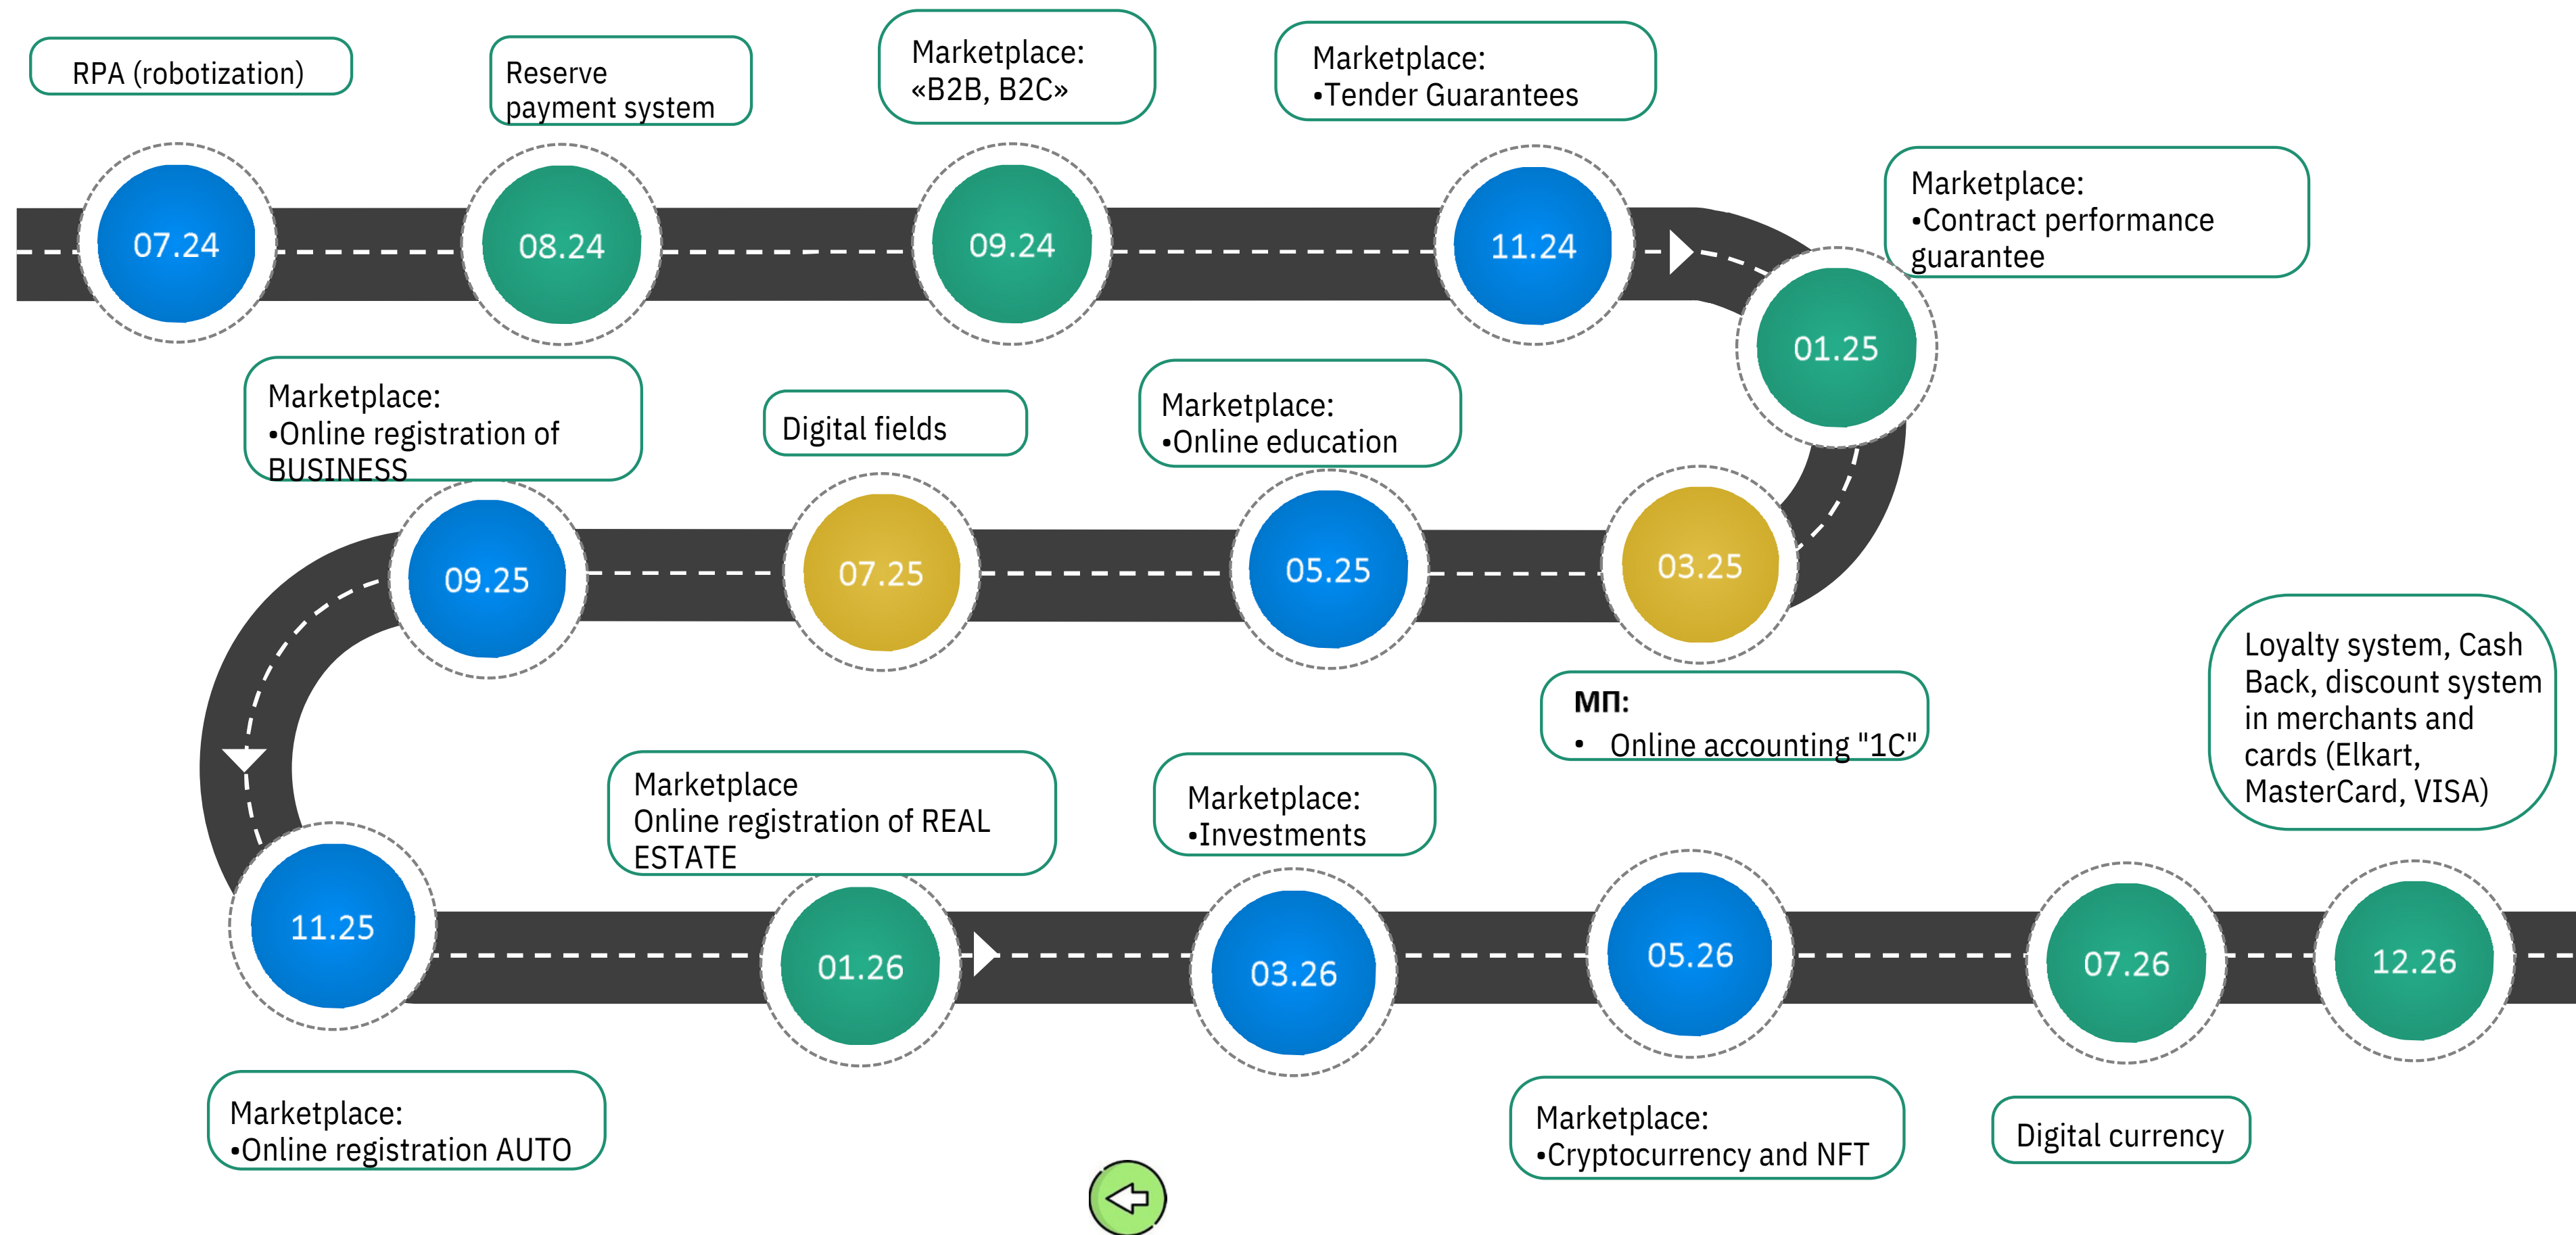 RPA (robotization)
Reserve
payment system
Marketplace:
«B2B, B2C»
Marketplace:
•Tender Guarantees
07.24
08.24
09.24
11.24
Marketplace:
•Contract performance
guarantee
01.25
Marketplace:
•Online registration of
BUSINESS
Digital fields
Marketplace:
•Online education
09.25
07.25
05.25
03.25
МП:
• Online accounting "1C"
Loyalty system, Cash
Back, discount system
in merchants and
cards (Elkart,
MasterCard, VISA)
Marketplace
Online registration of REAL
ESTATE
Marketplace:
•Investments
11.25
01.26
03.26
05.26
07.26
12.26
Marketplace:
•Online registration AUTO
Marketplace:
•Cryptocurrency and NFT
Digital currency